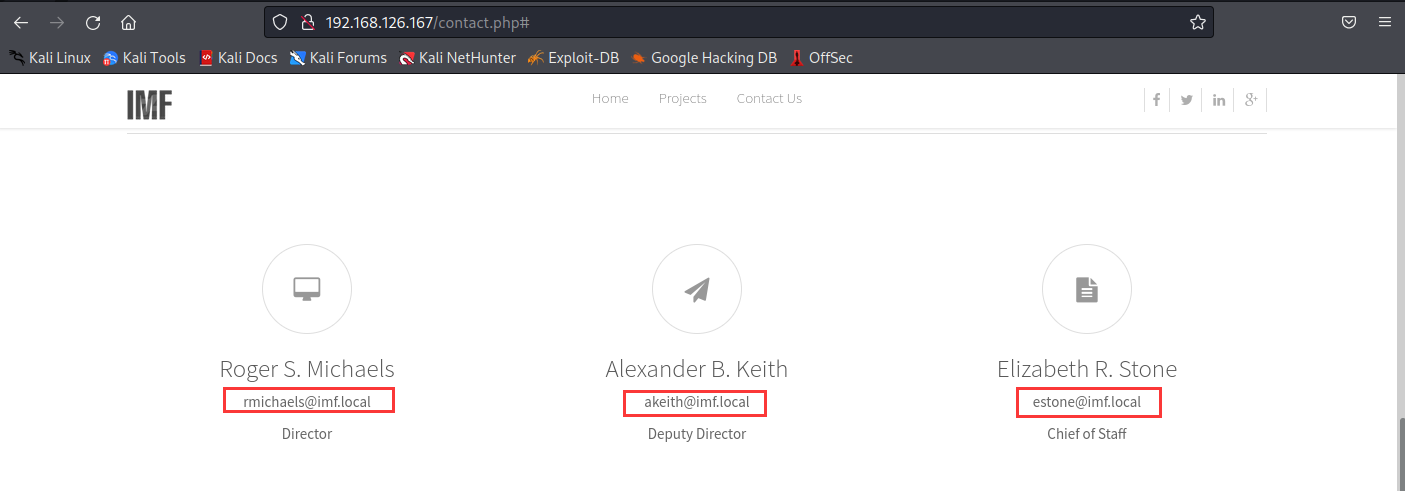 192.168.126.167/contact.php#
Kali Linux Kali Tools Kali Docs Kali Forums Kali NetHunter Exploit-DB Google Hacking DB OffSec
IMF Home Projects Contact Us
Roger S. Michaels Alexander B. Keith Elizabeth R. Stone
rmichaels@imf.local akeith@imf.local estone@imf.local
Director Deputy Director Chief of Staff